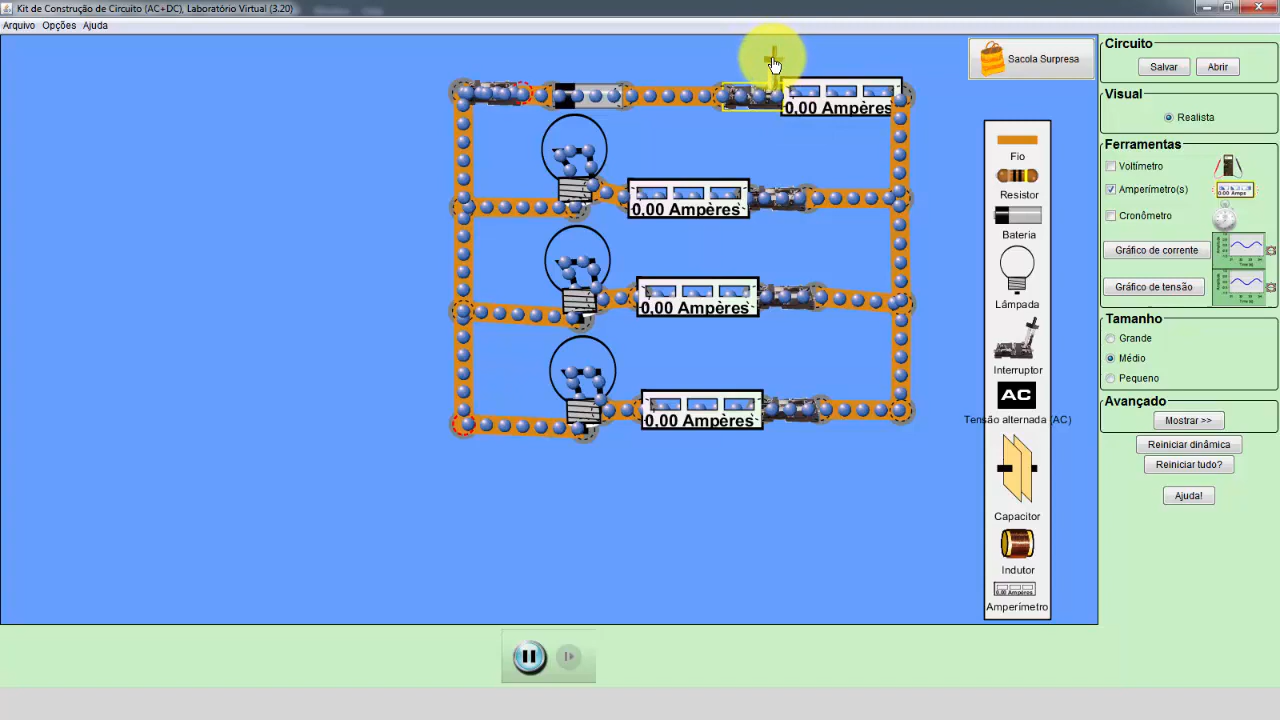 Kit de Construção de Circuito (AC+DC), Laboratório Virtual (3.20)
Arquivo Opções Ajuda
Sacola Surpresa
0,00 Ampères
0,00 Ampères
0,00 Ampères
0,00 Ampères
Fio
Resistor
Bateria
Lâmpada
Interruptor
AC
Tensão alternada (AC)
Capacitor
Indutor
0,00 Ampères
Amperímetro
Circuito
Salvar Abrir
Visual
Realista
Ferramentas
Voltímetro
Amperímetro(s)
Cronômetro
Gráfico de corrente
Gráfico de tensão
Tamanho
Grande
Médio
Pequeno
Avançado
Mostrar >>
Reiniciar dinâmica
Reiniciar tudo?
Ajuda!